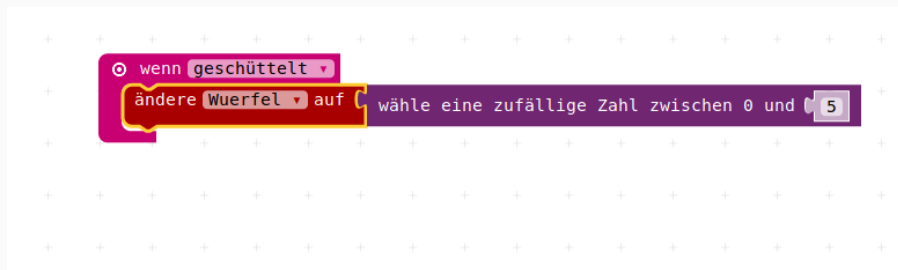 wenn geschüttelt
ändere Wuerfel auf wähle eine zufällige Zahl zwischen 0 und 5